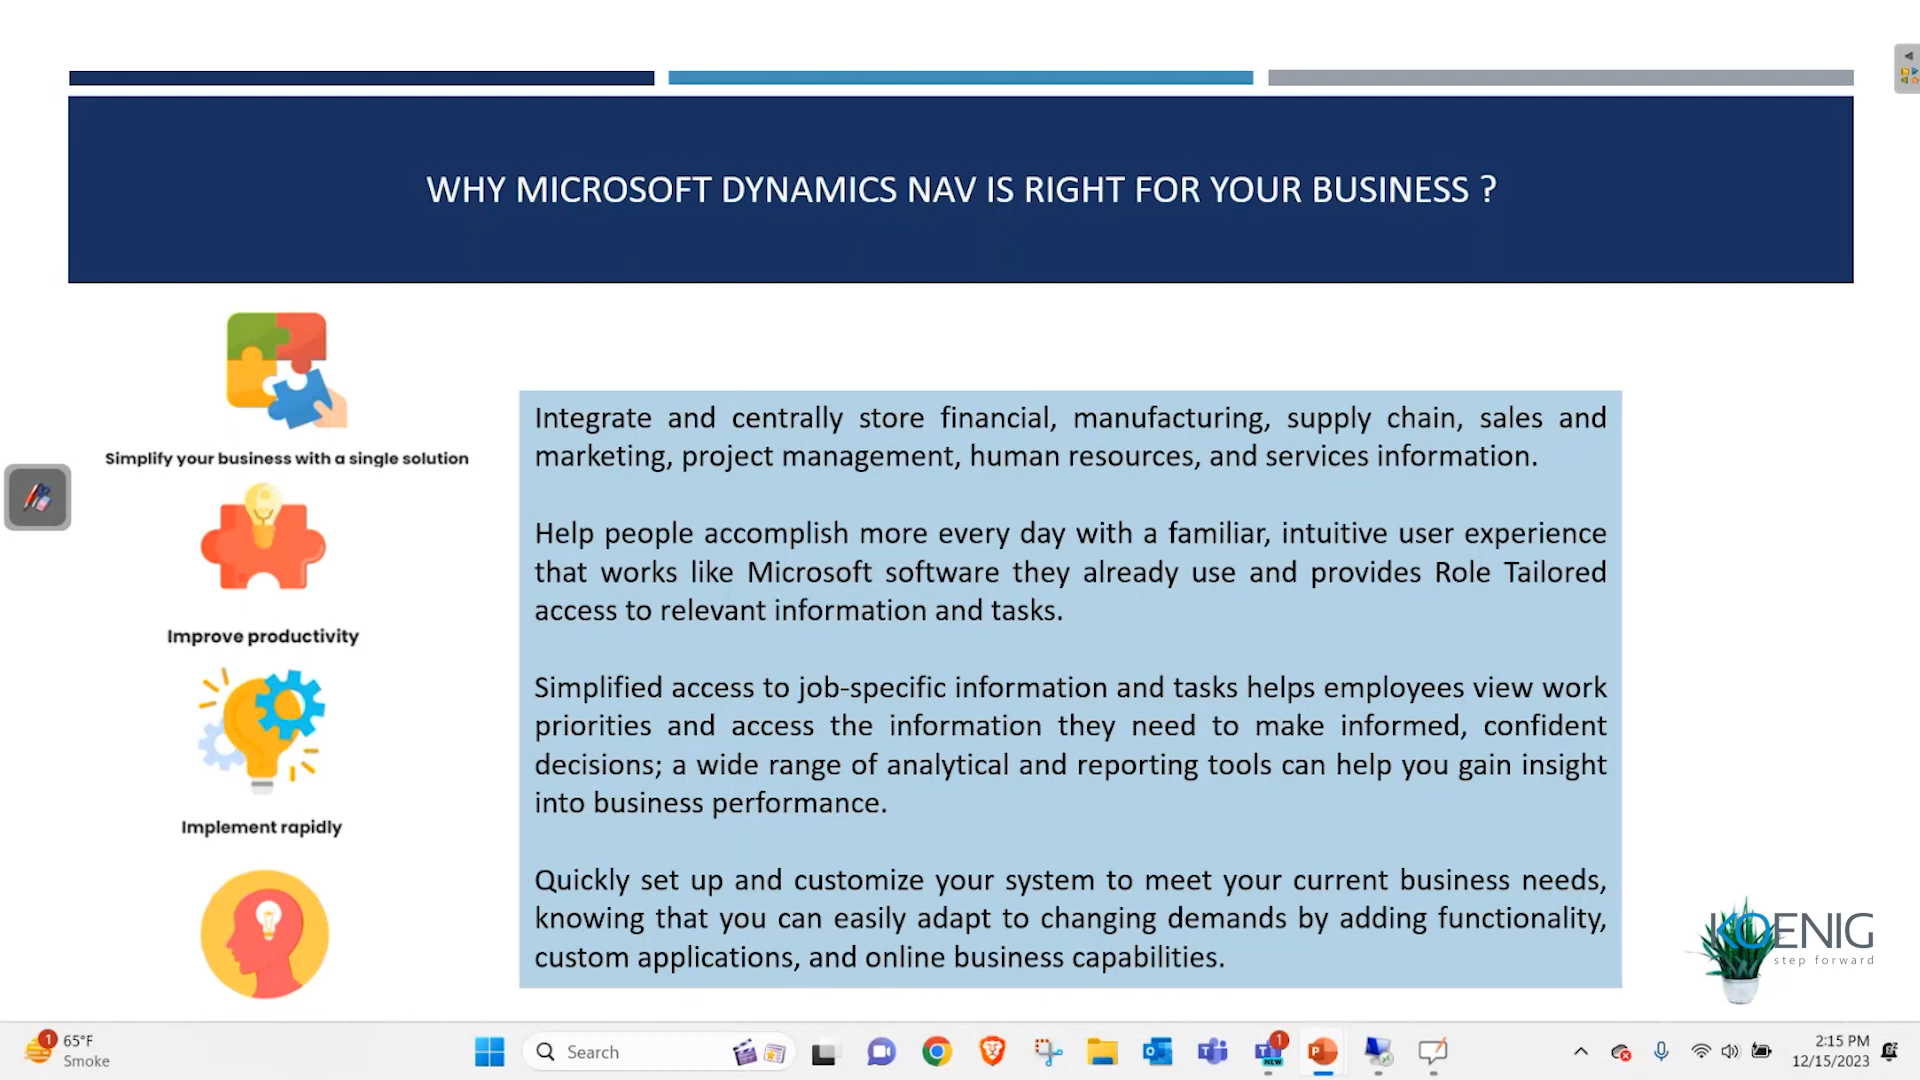 WHY MICROSOFT DYNAMICS NAV IS RIGHT FOR YOUR BUSINESS ?
Simplify your business with a single solution
Improve productivity
Implement rapidly
Integrate and centrally store financial, manufacturing, supply chain, sales and
marketing, project management, human resources, and services information.
Help people accomplish more every day with a familiar, intuitive user experience
that works like Microsoft software they already use and provides Role Tailored
access to relevant information and tasks.
Simplified access to job-specific information and tasks helps employees view work
priorities and access the information they need to make informed, confident
decisions; a wide range of analytical and reporting tools can help you gain insight
into business performance.
Quickly set up and customize your system to meet your current business needs,
knowing that you can easily adapt to changing demands by adding functionality,
custom applications, and online business capabilities.
KOENIG
step forward
1
65°F
Smoke
Search
1
NEW
2:15 PM
12/15/2023